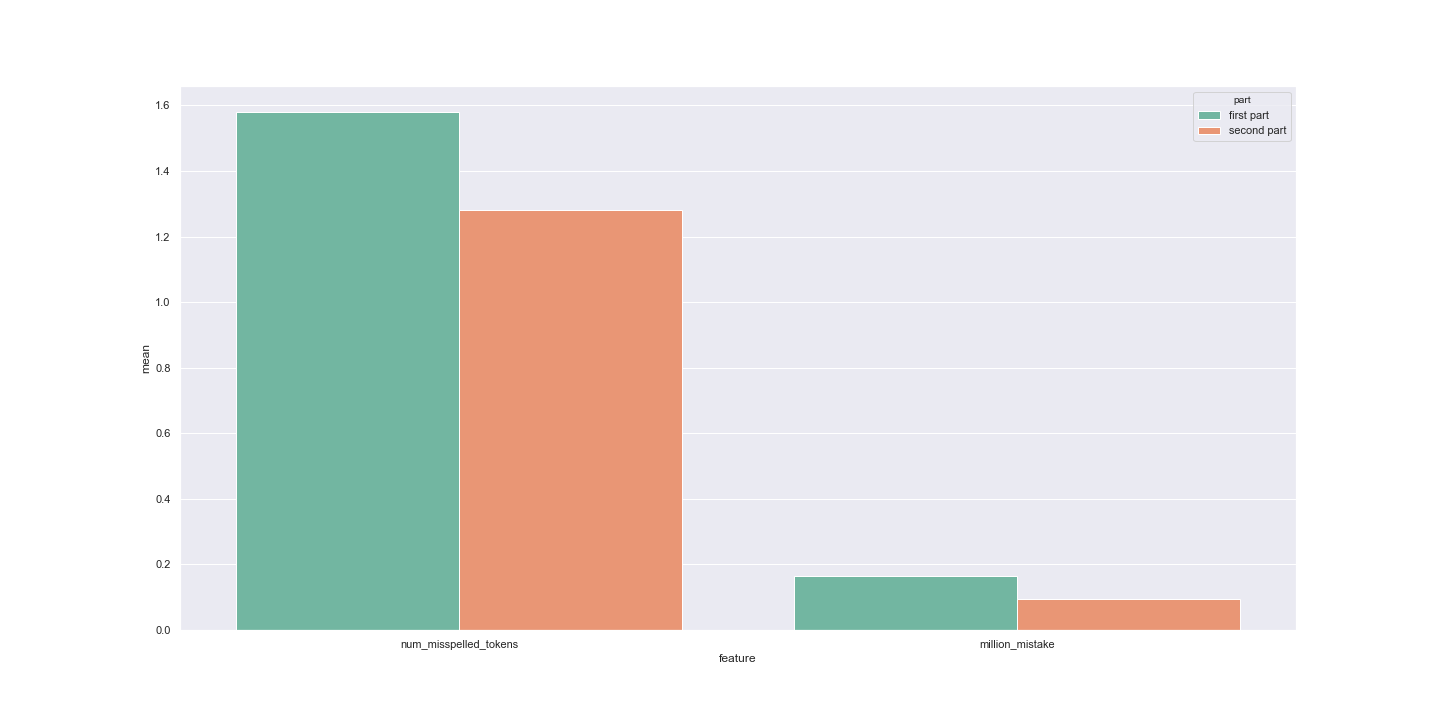 part
first part
second part
1.6
1.4
1.2
1.0
0.8
0.6
0.4
0.2
0.0
mean
num_misspelled_tokens
million_mistake
feature